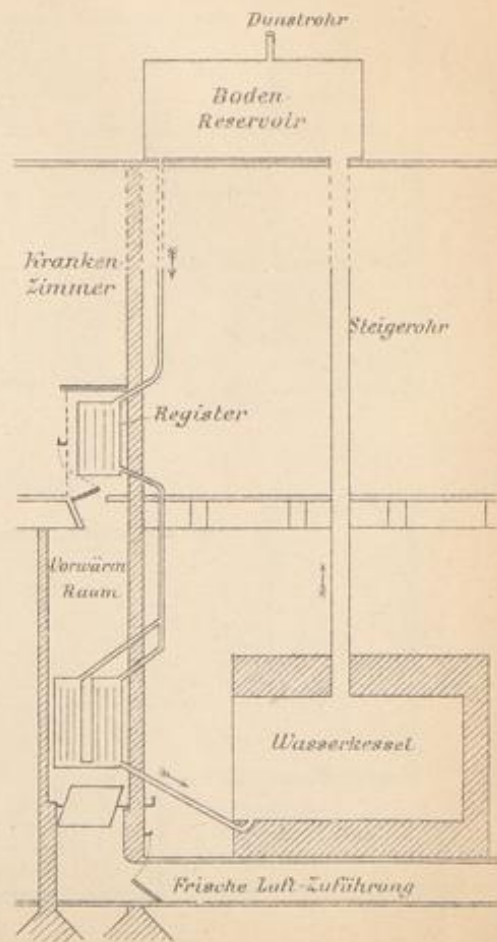 Dunstrohr
Boden-
Reservoir
Kranken-
Zimmer
Steigerohr
Register
Vorwärm
Raum
Wasserkessel
Frische Luft-Zuführung